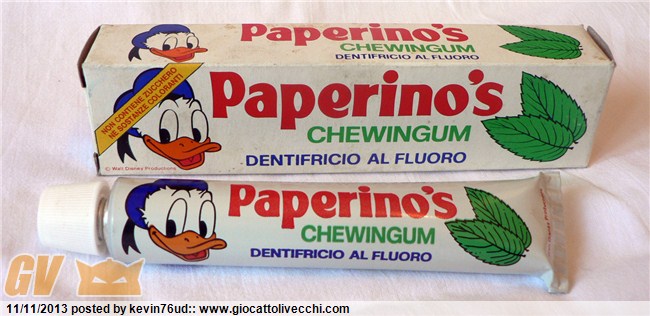 Paperino's
CHEWINGUM
DENTIFRICIO AL FLUORO
NON CONTIENE ZUCCHERO
NE SOSTANZE COLORANTI
Paperino's
CHEWINGUM
DENTIFRICIO AL FLUORO
© Walt Disney Productions
Paperino's
CHEWINGUM
DENTIFRICIO AL FLUORO
GV
11/11/2013 posted by kevin76ud:: www.giocattolivecchi.com